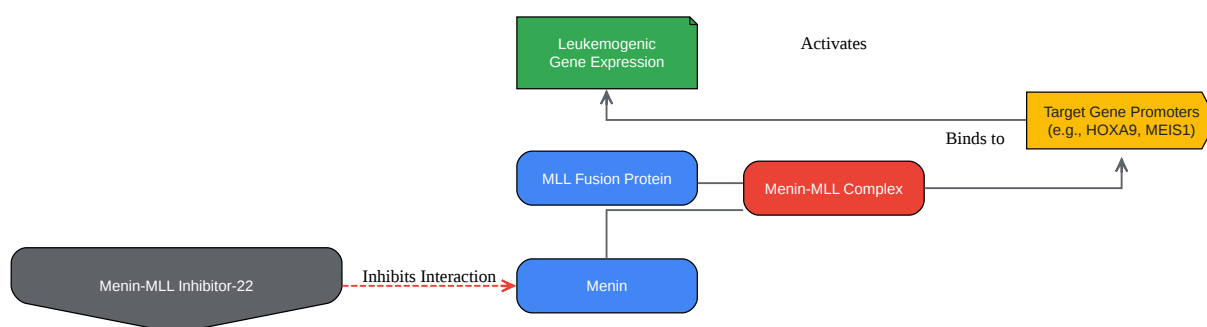 Leukemogenic
Gene Expression
Activates
Target Gene Promoters
(e.g., HOXA9, MEIS1)
Binds to
MLL Fusion Protein
Menin-MLL Complex
Menin-MLL Inhibitor-22
Inhibits Interaction
Menin